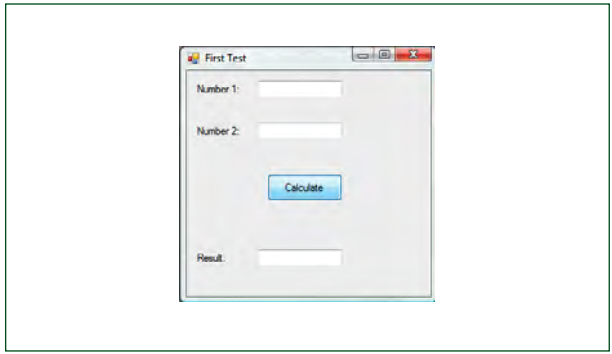 First Test
Number 1:
Number 2:
Calculate
Result: